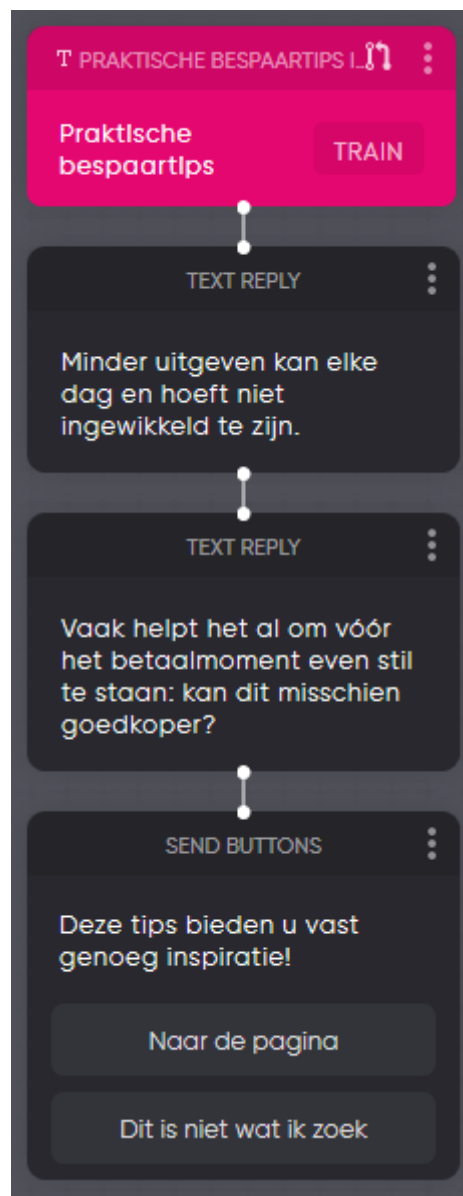 T PRAKTISCHE BESPAARTIPS I...
Praktische
bespaartips
TRAIN
TEXT REPLY
Minder uitgeven kan elke
dag en hoeft niet
ingewikkeld te zijn.
TEXT REPLY
Vaak helpt het al om vóór
het betaalmoment even stil
te staan: kan dit misschien
goedkoper?
SEND BUTTONS
Deze tips bieden u vast
genoeg inspiratie!
Naar de pagina
Dit is niet wat ik zoek